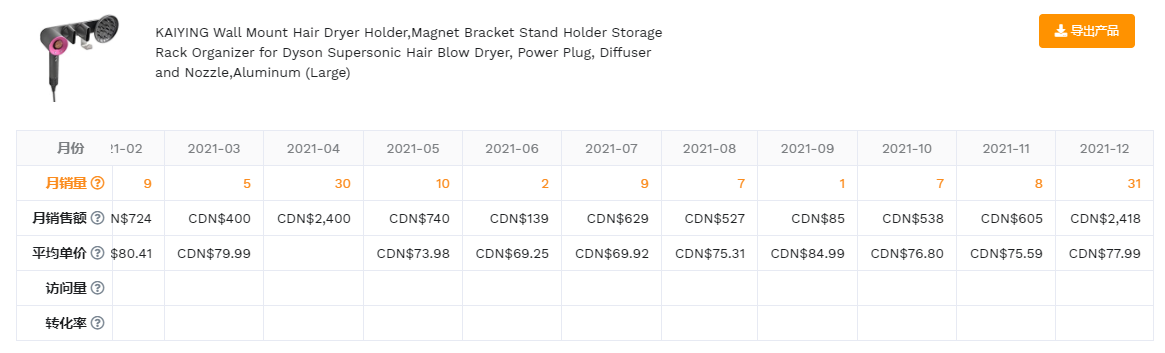 KAIYING Wall Mount Hair Dryer Holder,Magnet Bracket Stand Holder Storage
Rack Organizer for Dyson Supersonic Hair Blow Dryer, Power Plug, Diffuser
and Nozzle,Aluminum (Large)
导出产品
月份 1-02 2021-03 2021-04 2021-05 2021-06 2021-07 2021-08 2021-09 2021-10 2021-11 2021-12
月销量 9 5 30 10 2 9 7 1 7 8 31
月销售额 N$724 CDN$400 CDN$2,400 CDN$740 CDN$139 CDN$629 CDN$527 CDN$85 CDN$538 CDN$605 CDN$2,418
平均单价 $80.41 CDN$79.99 CDN$73.98 CDN$69.25 CDN$69.92 CDN$75.31 CDN$84.99 CDN$76.80 CDN$75.59 CDN$77.99
访问量
转化率